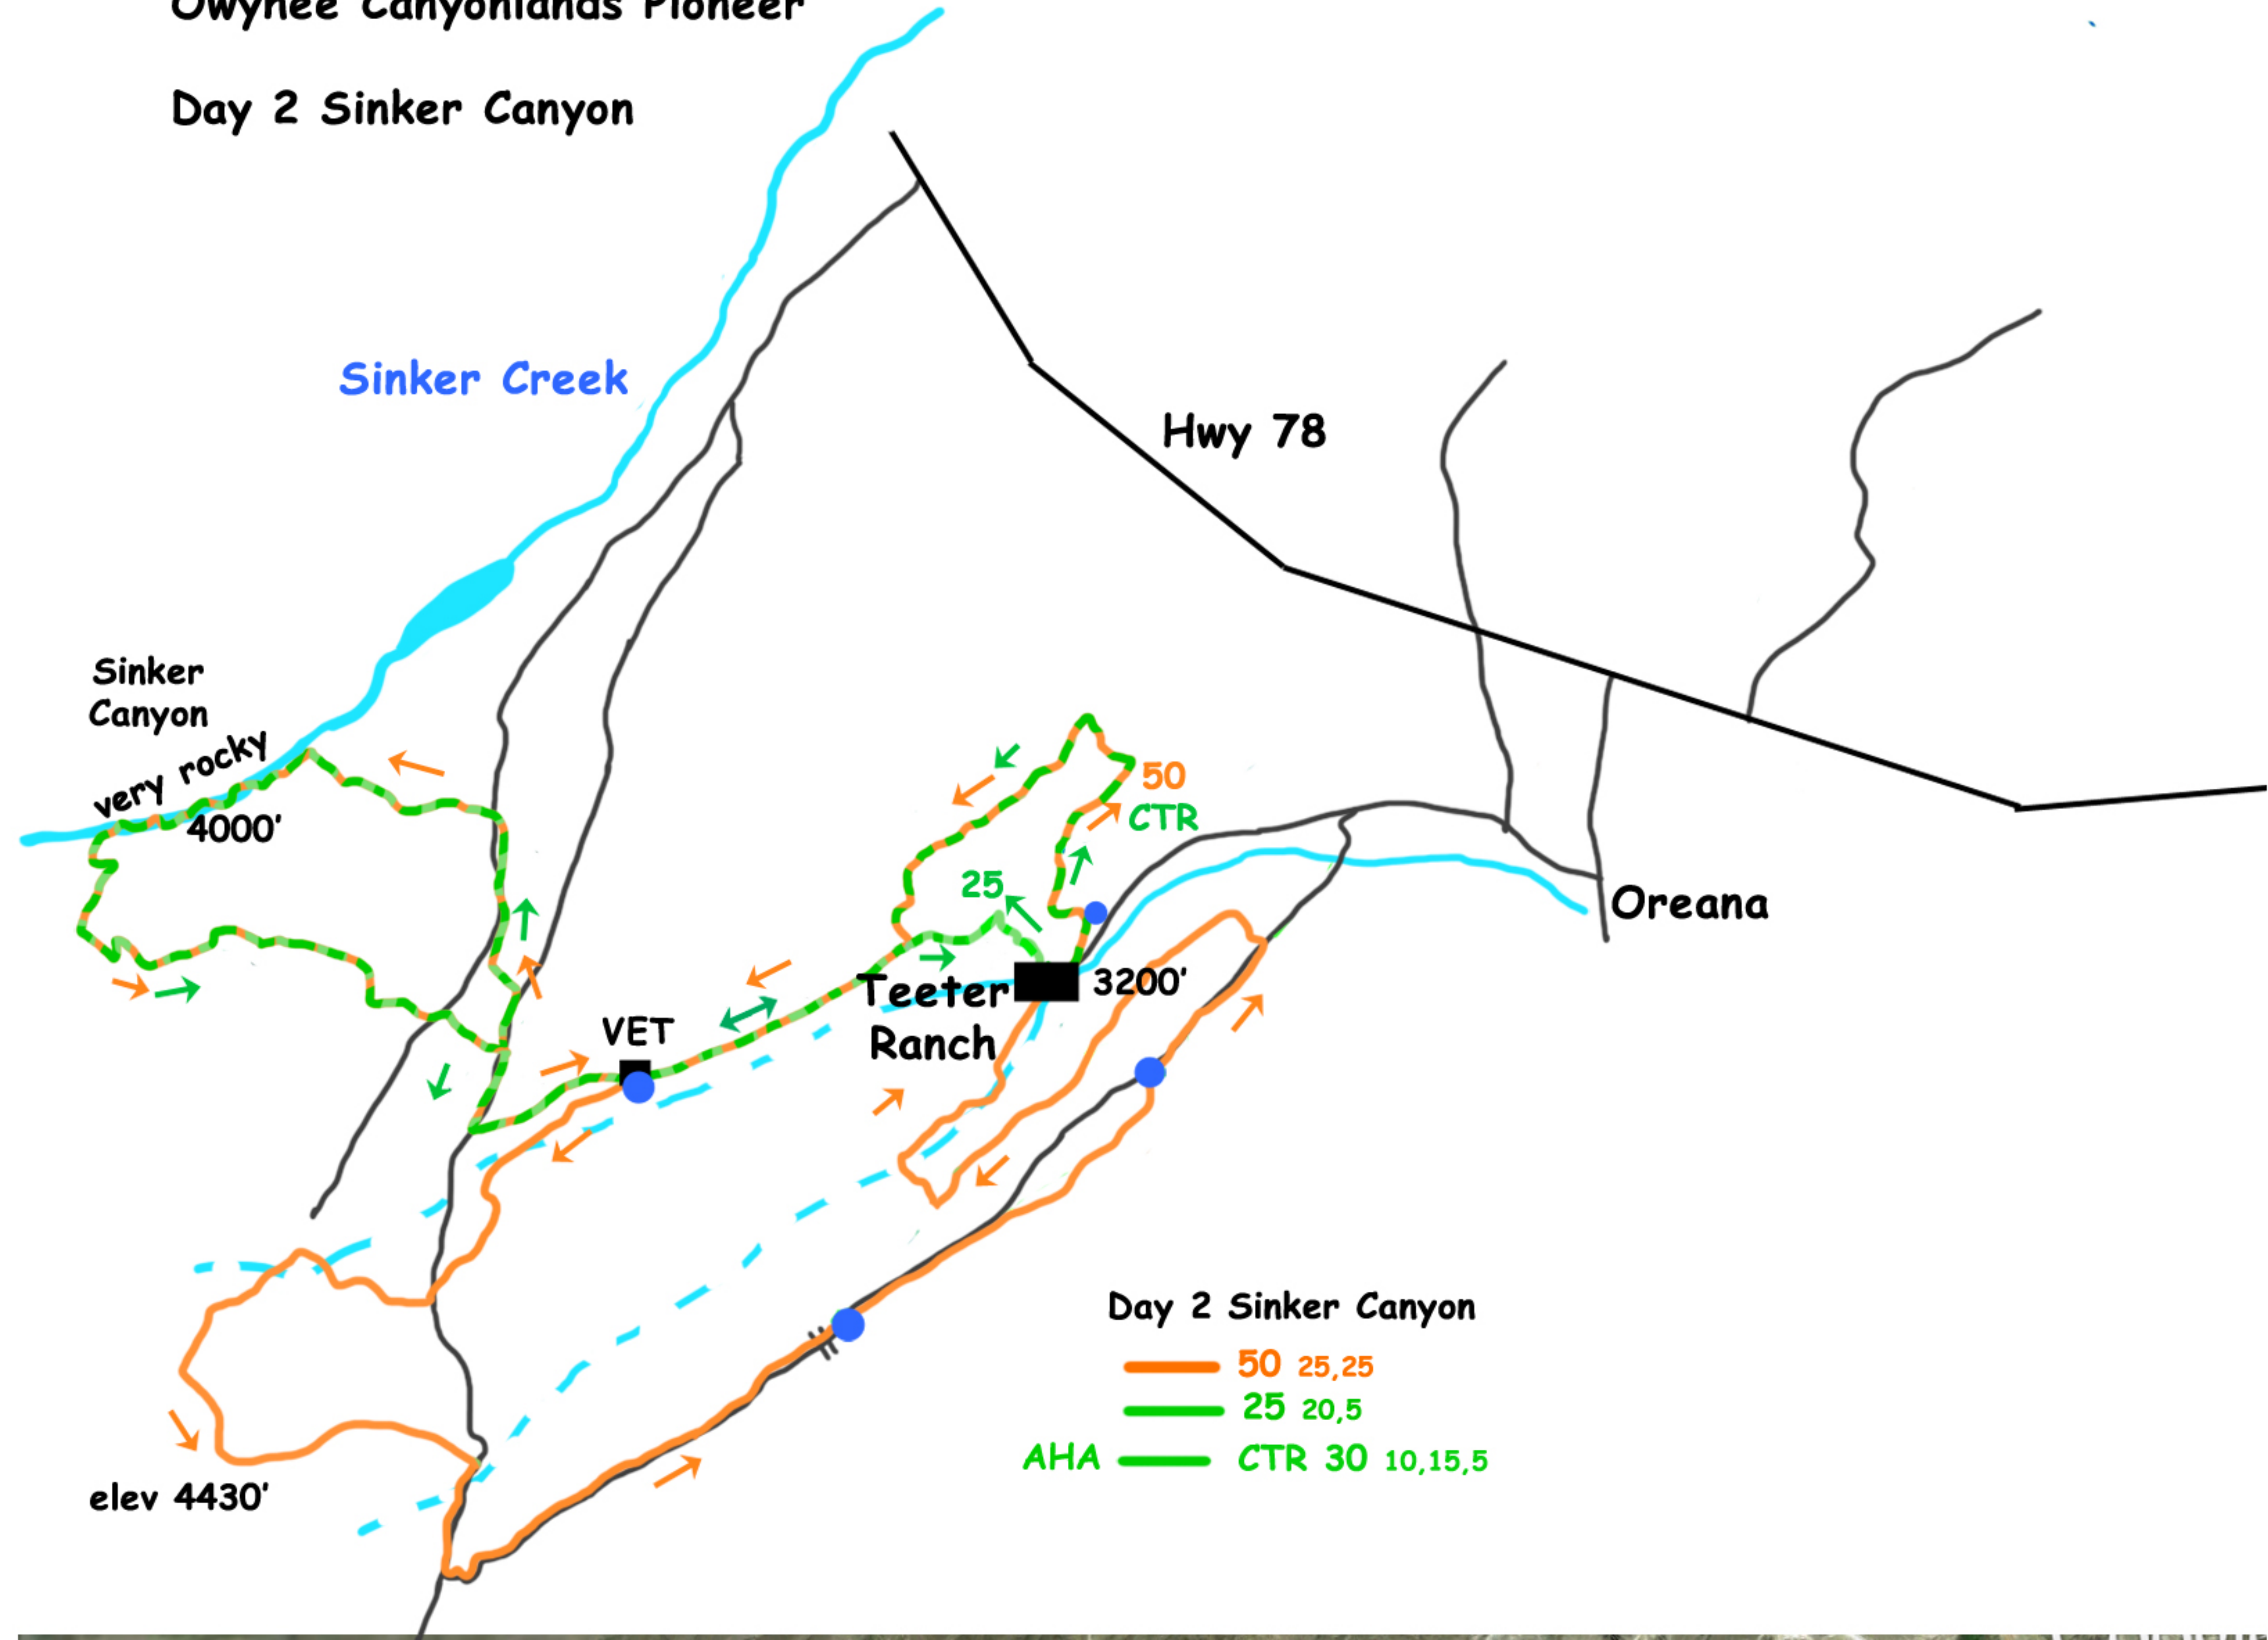 Owyhee Canyonlands Pioneer
Day 2 Sinker Canyon
Sinker Creek
Hwy 78
Sinker
Canyon
very rocky
4000'
50
CTR
25
Oreana
Teeter
Ranch
3200'
VET
elev 4430'
Day 2 Sinker Canyon
50 25,25
25 20,5
AHA CTR 30 10,15,5